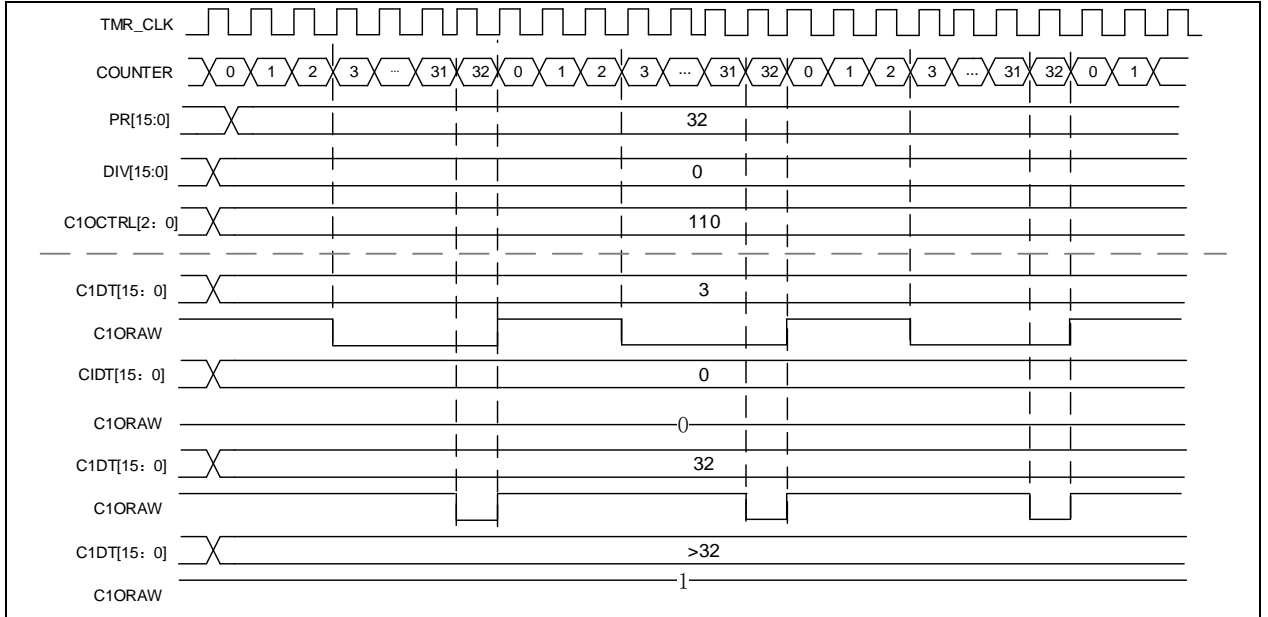 TMR_CLK
COUNTER 0 1 2 3 ... 31 32 0 1 2 3 ... 31 32 0 1 2 3 ... 31 32 0 1
PR[15:0] 32
DIV[15:0] 0
C1OCTRL[2：0] 110
C1DT[15：0] 3
C1ORAW
CIDT[15：0] 0
C1ORAW 0
C1DT[15：0] 32
C1ORAW
C1DT[15：0] >32
C1ORAW 1